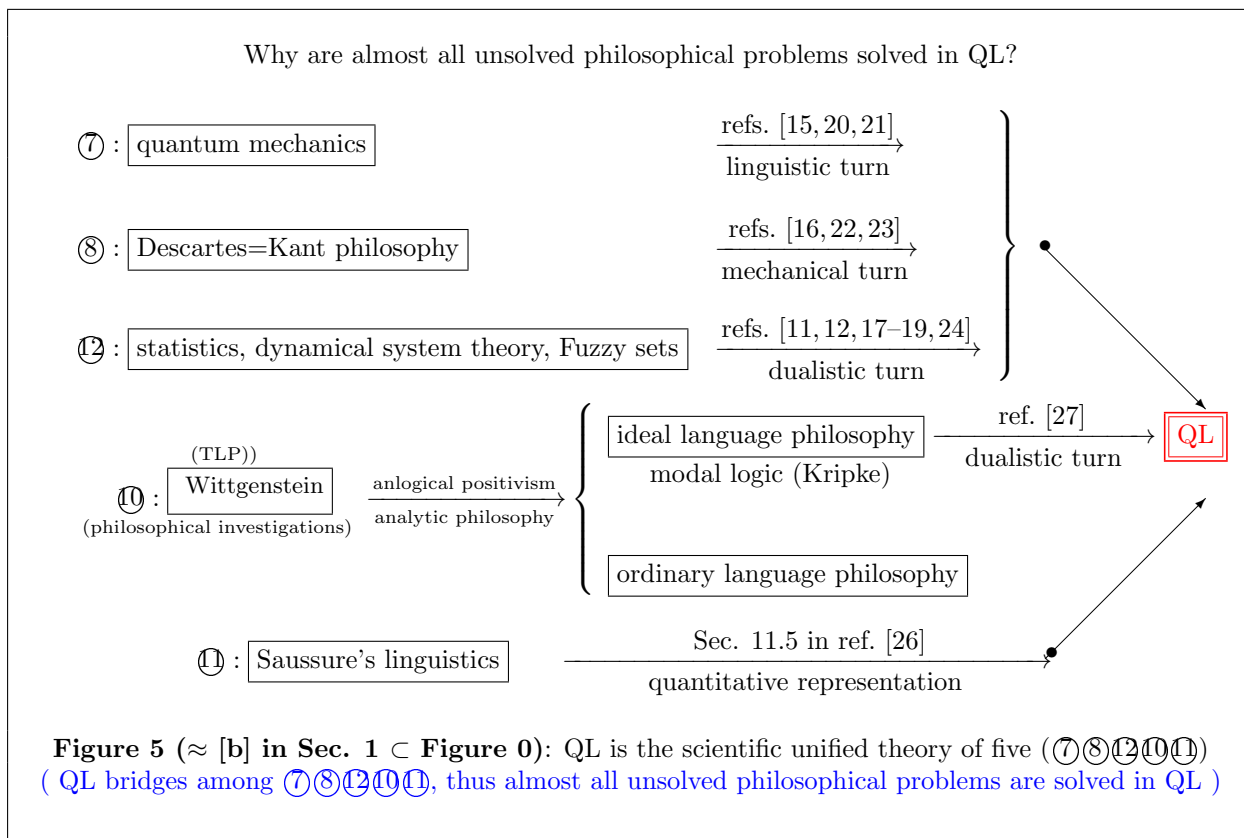 Why are almost all unsolved philosophical problems solved in QL?
refs. [15, 20, 21]
⑦ : quantum mechanics
linguistic turn
refs. [16, 22, 23]
⑧ : Descartes=Kant philosophy
mechanical turn
refs. [11, 12, 17–19, 24]
⑫ : statistics, dynamical system theory, Fuzzy sets
dualistic turn
ideal language philosophy
ref. [27]
QL
modal logic (Kripke)
dualistic turn
(TLP))
⑩ : Wittgenstein
anlogical positivism
analytic philosophy
(philosophical investigations)
ordinary language philosophy
Sec. 11.5 in ref. [26]
⑪ : Saussure's linguistics
quantitative representation
Figure 5 (≈ [b] in Sec. 1 ⊂ Figure 0): QL is the scientific unified theory of five (⑦⑧⑫⑩⑪)
( QL bridges among ⑦⑧⑫⑩⑪, thus almost all unsolved philosophical problems are solved in QL )